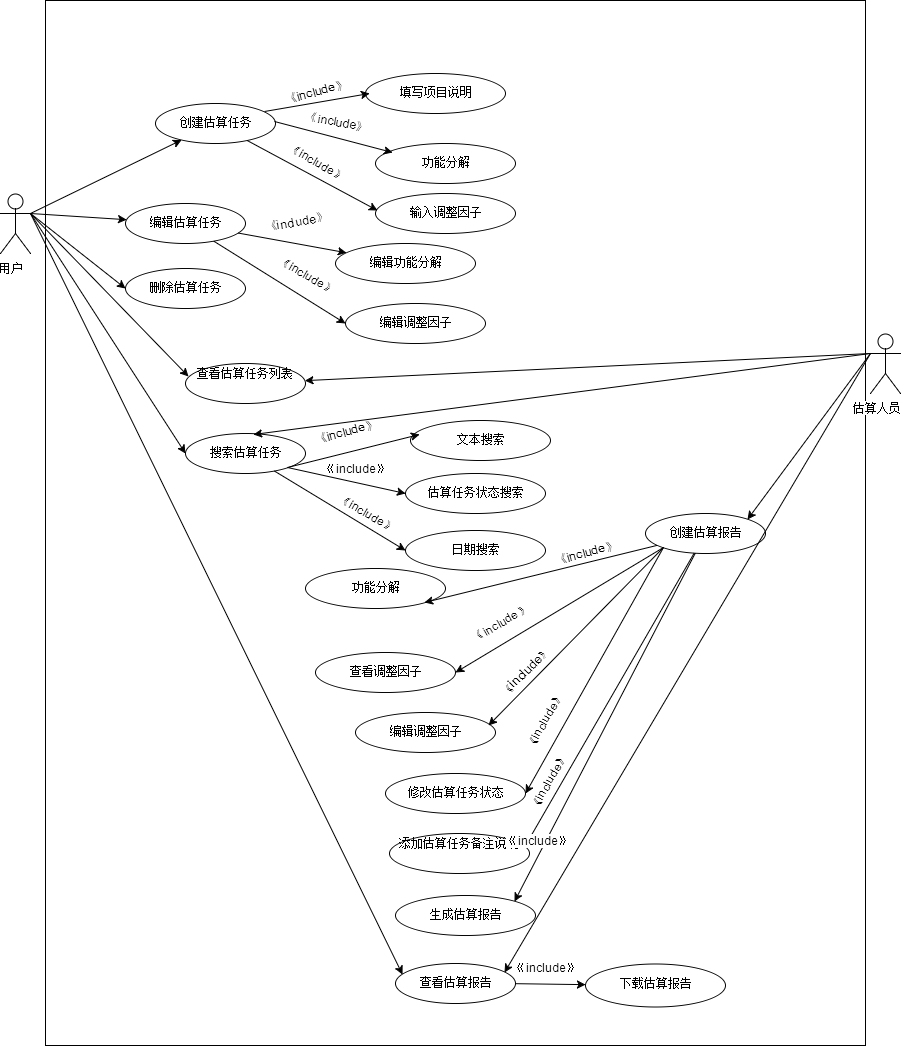 《include》
填写项目说明
创建估算任务
《include》
功能分解
《include》
输入调整因子
用户
编辑估算任务
《include》
编辑功能分解
删除估算任务
《include》
编辑调整因子
查看估算任务列表
估算人员
搜索估算任务
《include》
文本搜索
《include》
估算任务状态搜索
《include》
日期搜索
创建估算报告
《include》
功能分解
《include》
查看调整因子
《include》
编辑调整因子
《include》
修改估算任务状态
《include》
添加估算任务备注说
《include》
生成估算报告
查看估算报告
《include》
下载估算报告